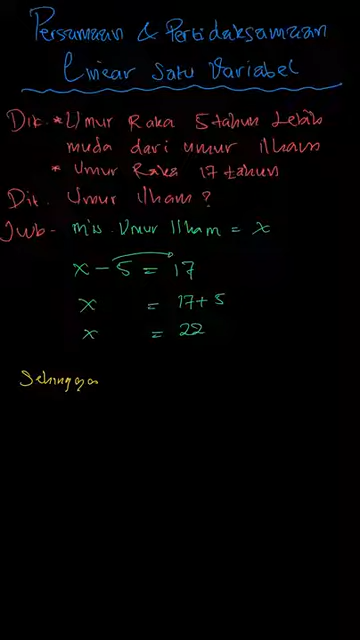 Persamaan & Pertidaksamaan
Linear Satu Variabel
Dik. * Umur Raka 5 tahun Lebih
muda dari umur Ilham
* Umur Raka 17 tahun
Dit. Umur Ilham?
Jwb. mis. Umur Ilham = x
x - 5 = 17
x = 17 + 5
x = 22
Sehingga